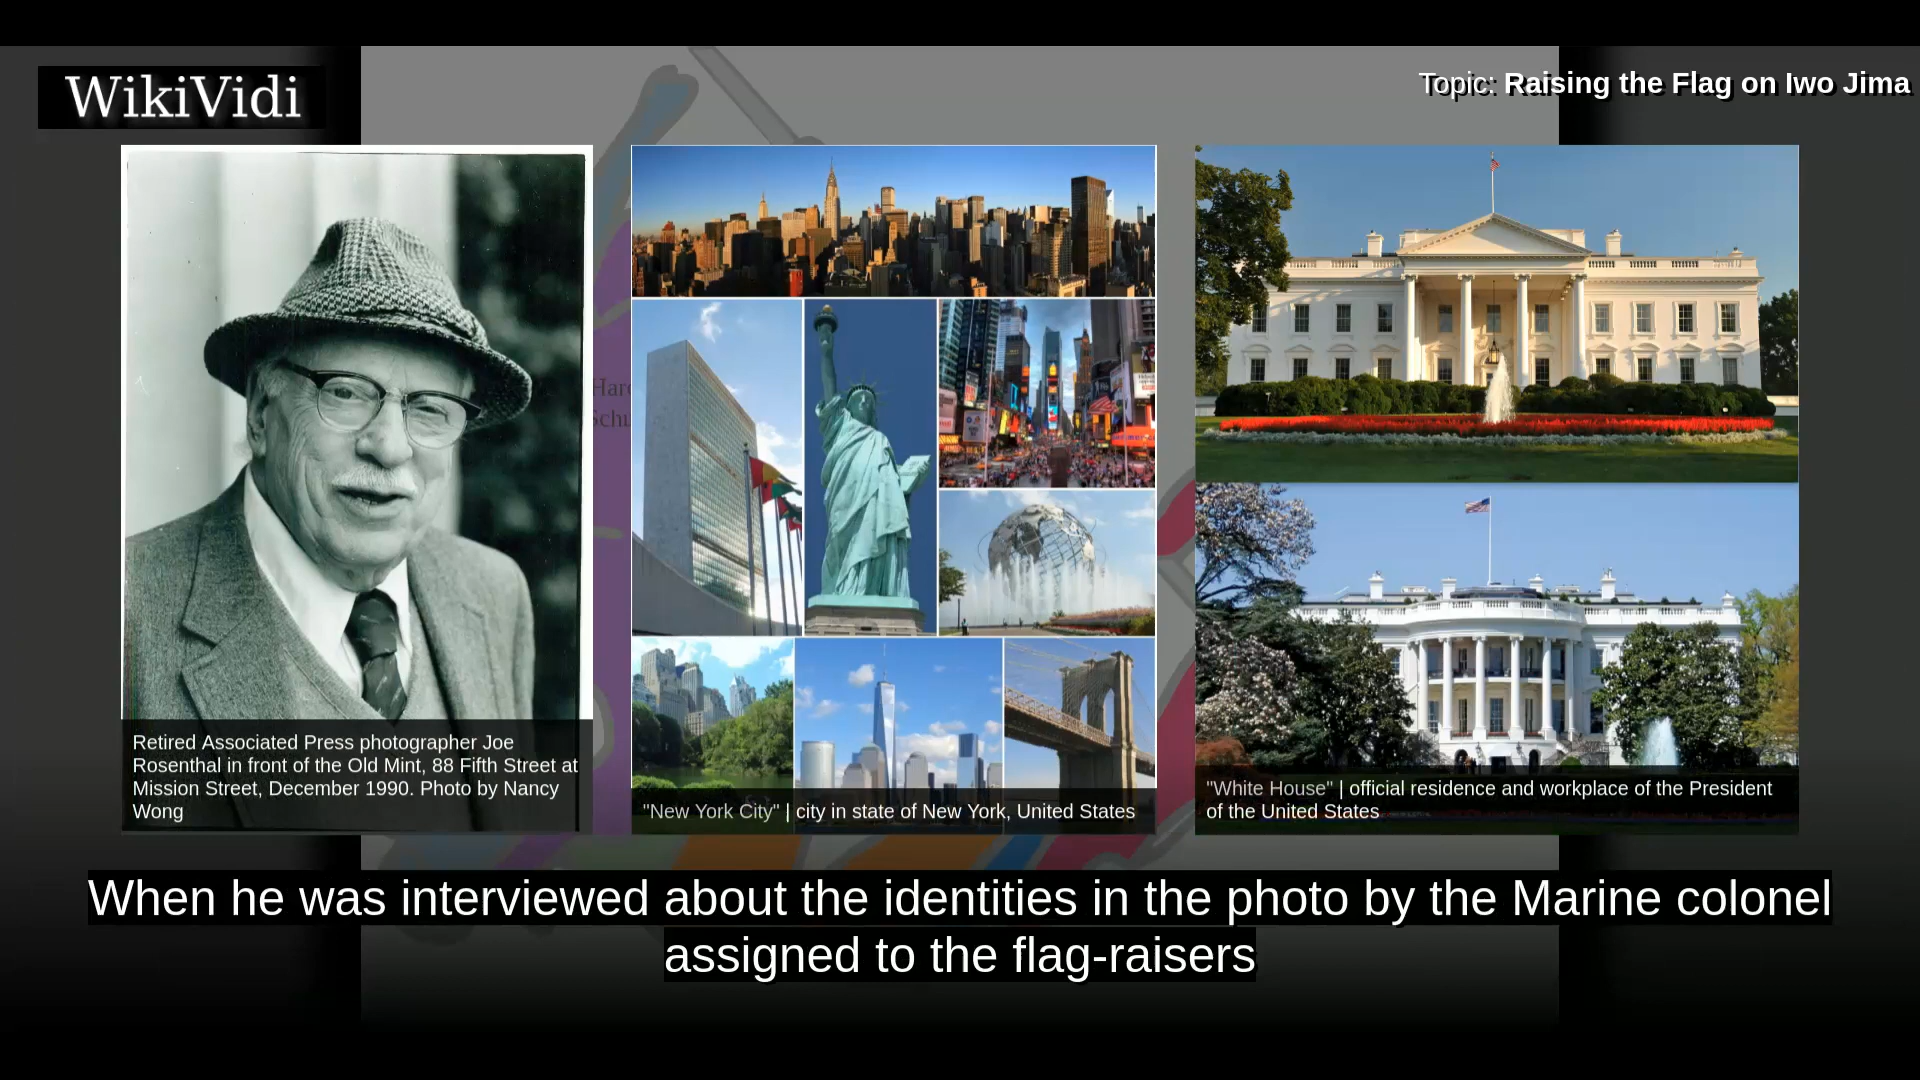 WikiVidi
Topic: Raising the Flag on Iwo Jima
Retired Associated Press photographer Joe
Rosenthal in front of the Old Mint, 88 Fifth Street at
Mission Street, December 1990. Photo by Nancy
Wong
"New York City" | city in state of New York, United States
"White House" | official residence and workplace of the President
of the United States
When he was interviewed about the identities in the photo by the Marine colonel
assigned to the flag-raisers